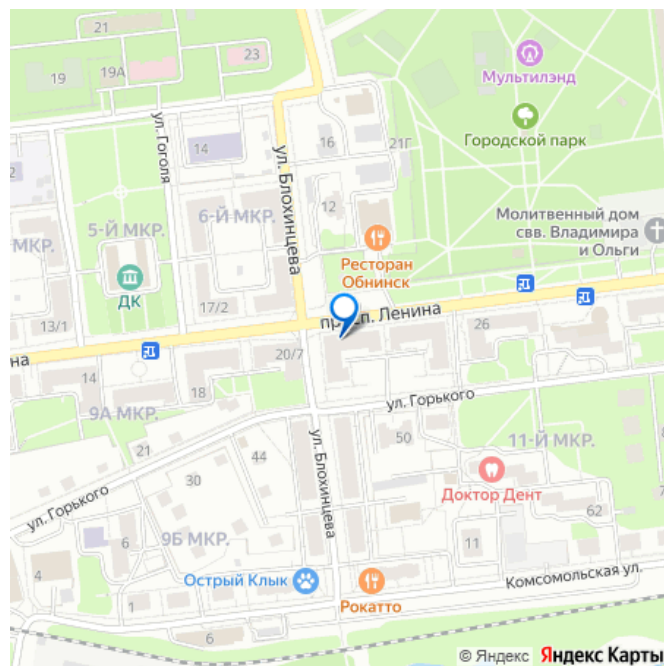 21
19
19А
23
Мультилэнд
Городской парк
ул. Гоголя
14
16
21Г
ул. Блохинцева
2
12
5-Й МКР.
6-Й МКР.
МКР.
Молитвенный дом
свв. Владимира
и Ольги
Ресторан
Обнинск
ДК
17/2
13/1
просп. Ленина
26
на
14
20/7
18
9А МКР.
ул. Горького
21
50
11-Й МКР.
44
ул. Блохинцева
30
Доктор Дент
ул. Горького
62
9Б МКР.
6
11
4
Острый Клык
Комсомольская ул.
1
Рокатто
6
© Яндекс Яндекс Карты